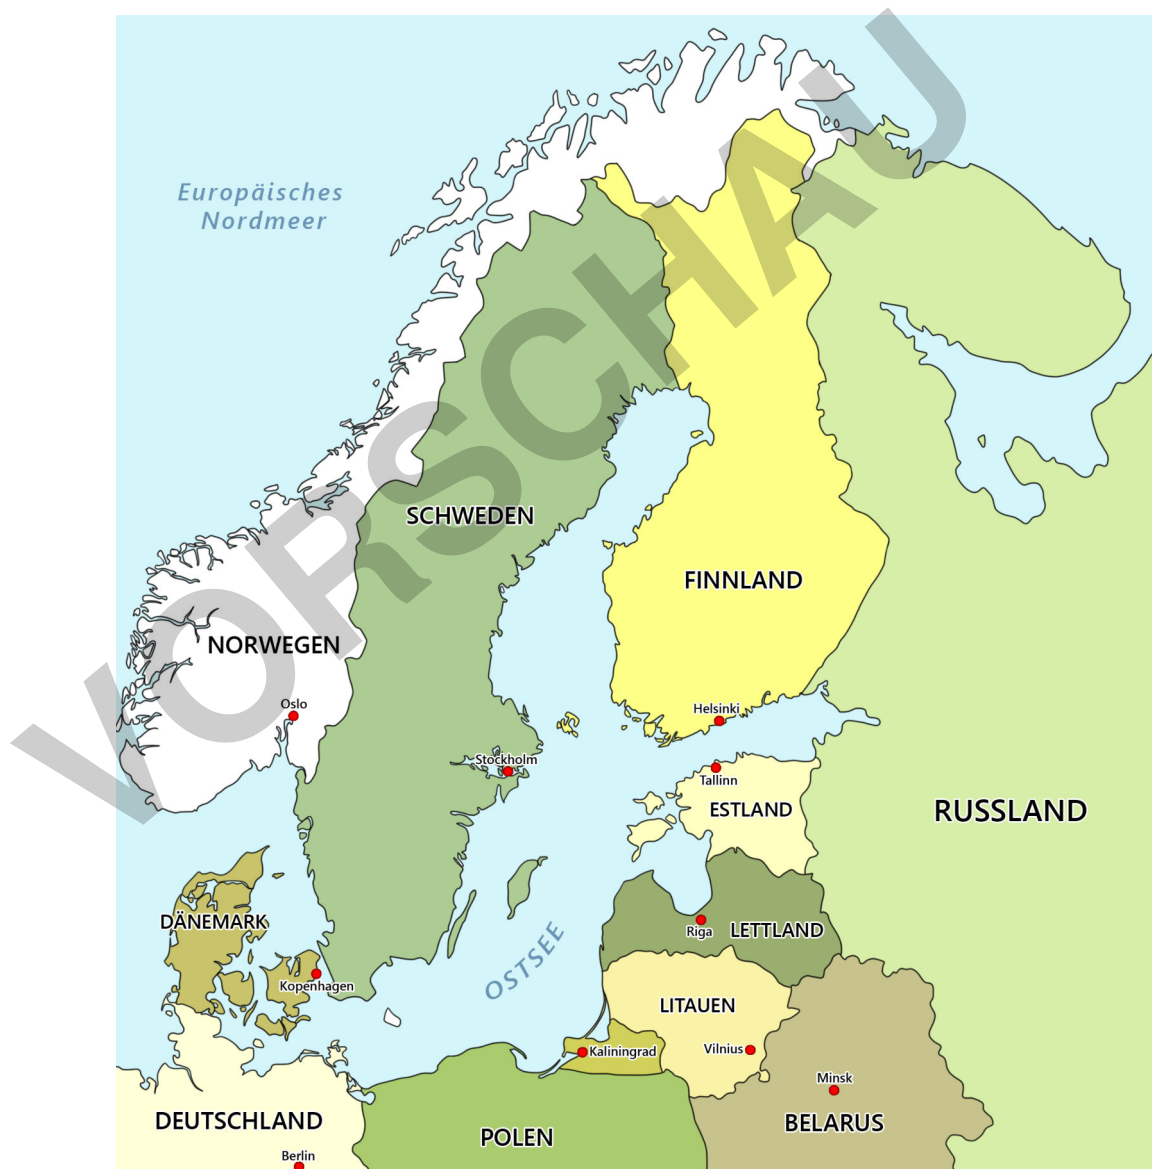 Europäisches
Nordmeer
VORSCHAU
SCHWEDEN
FINNLAND
NORWEGEN
Oslo
Helsinki
Stockholm
Tallinn
ESTLAND
RUSSLAND
DÄNEMARK
Riga
LETTLAND
OSTSEE
Kopenhagen
LITAUEN
Kaliningrad
Vilnius
Minsk
DEUTSCHLAND
BELARUS
POLEN
Berlin